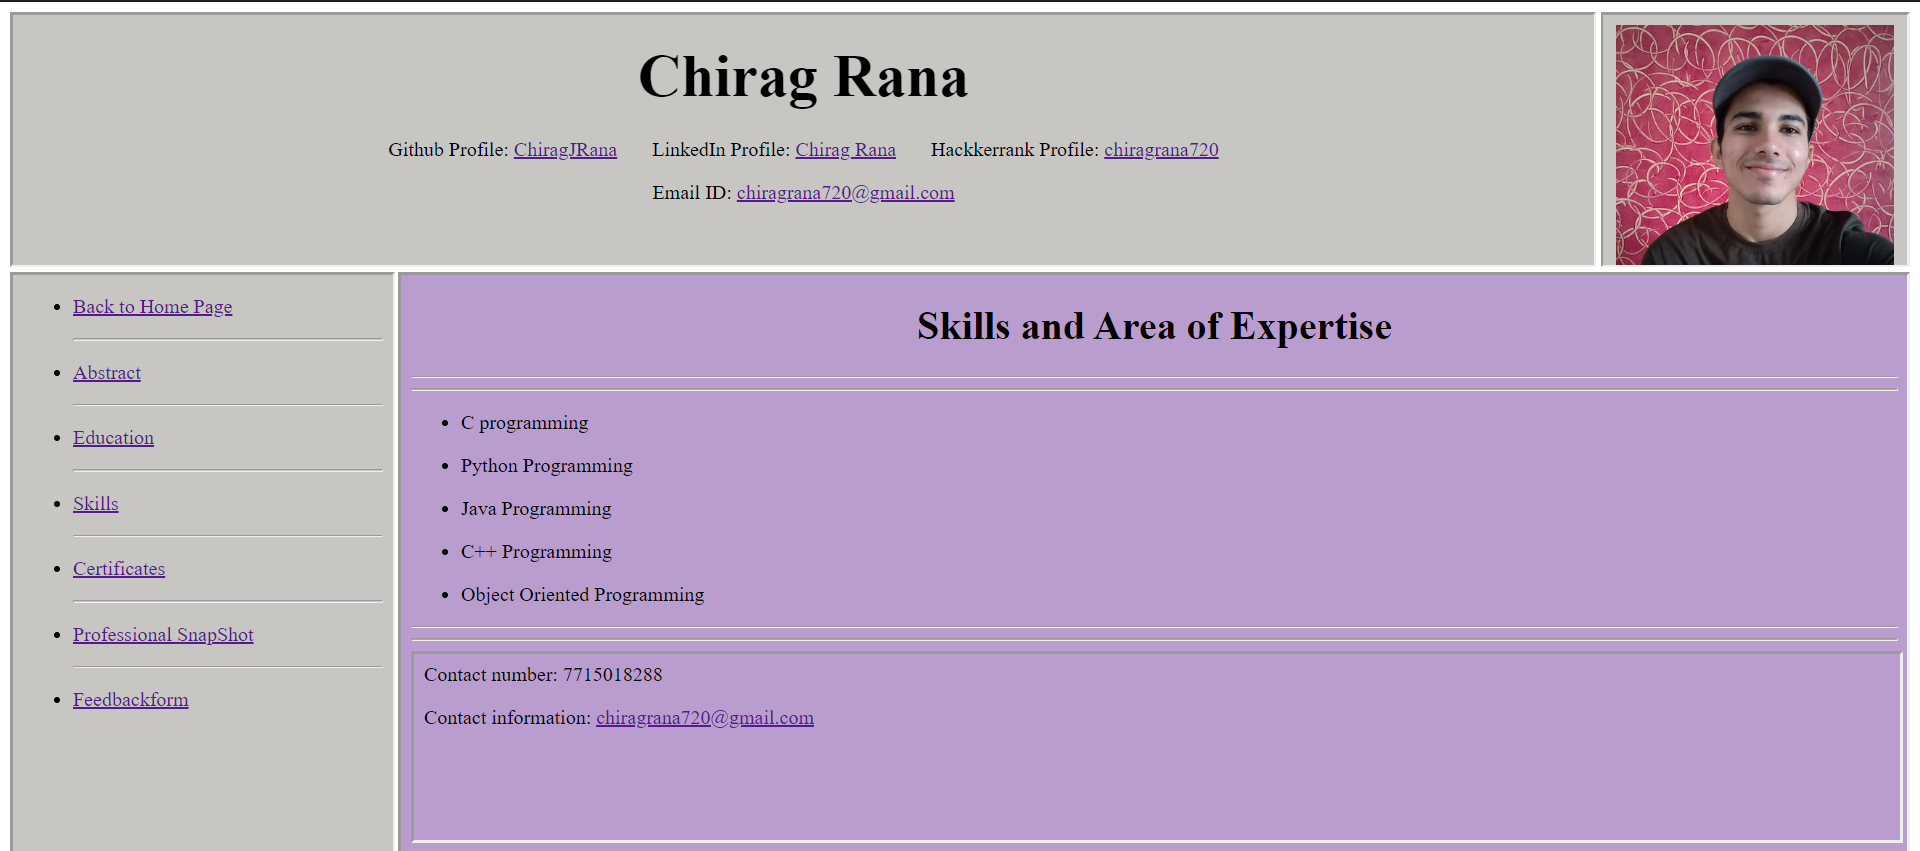 Chirag Rana
Github Profile: ChiragJRana LinkedIn Profile: Chirag Rana Hackkerrank Profile: chiragrana720
Email ID: chiragrana720@gmail.com
Back to Home Page
Abstract
Education
Skills
Certificates
Professional SnapShot
Feedbackform
Skills and Area of Expertise
C programming
Python Programming
Java Programming
C++ Programming
Object Oriented Programming
Contact number: 7715018288
Contact information: chiragrana720@gmail.com